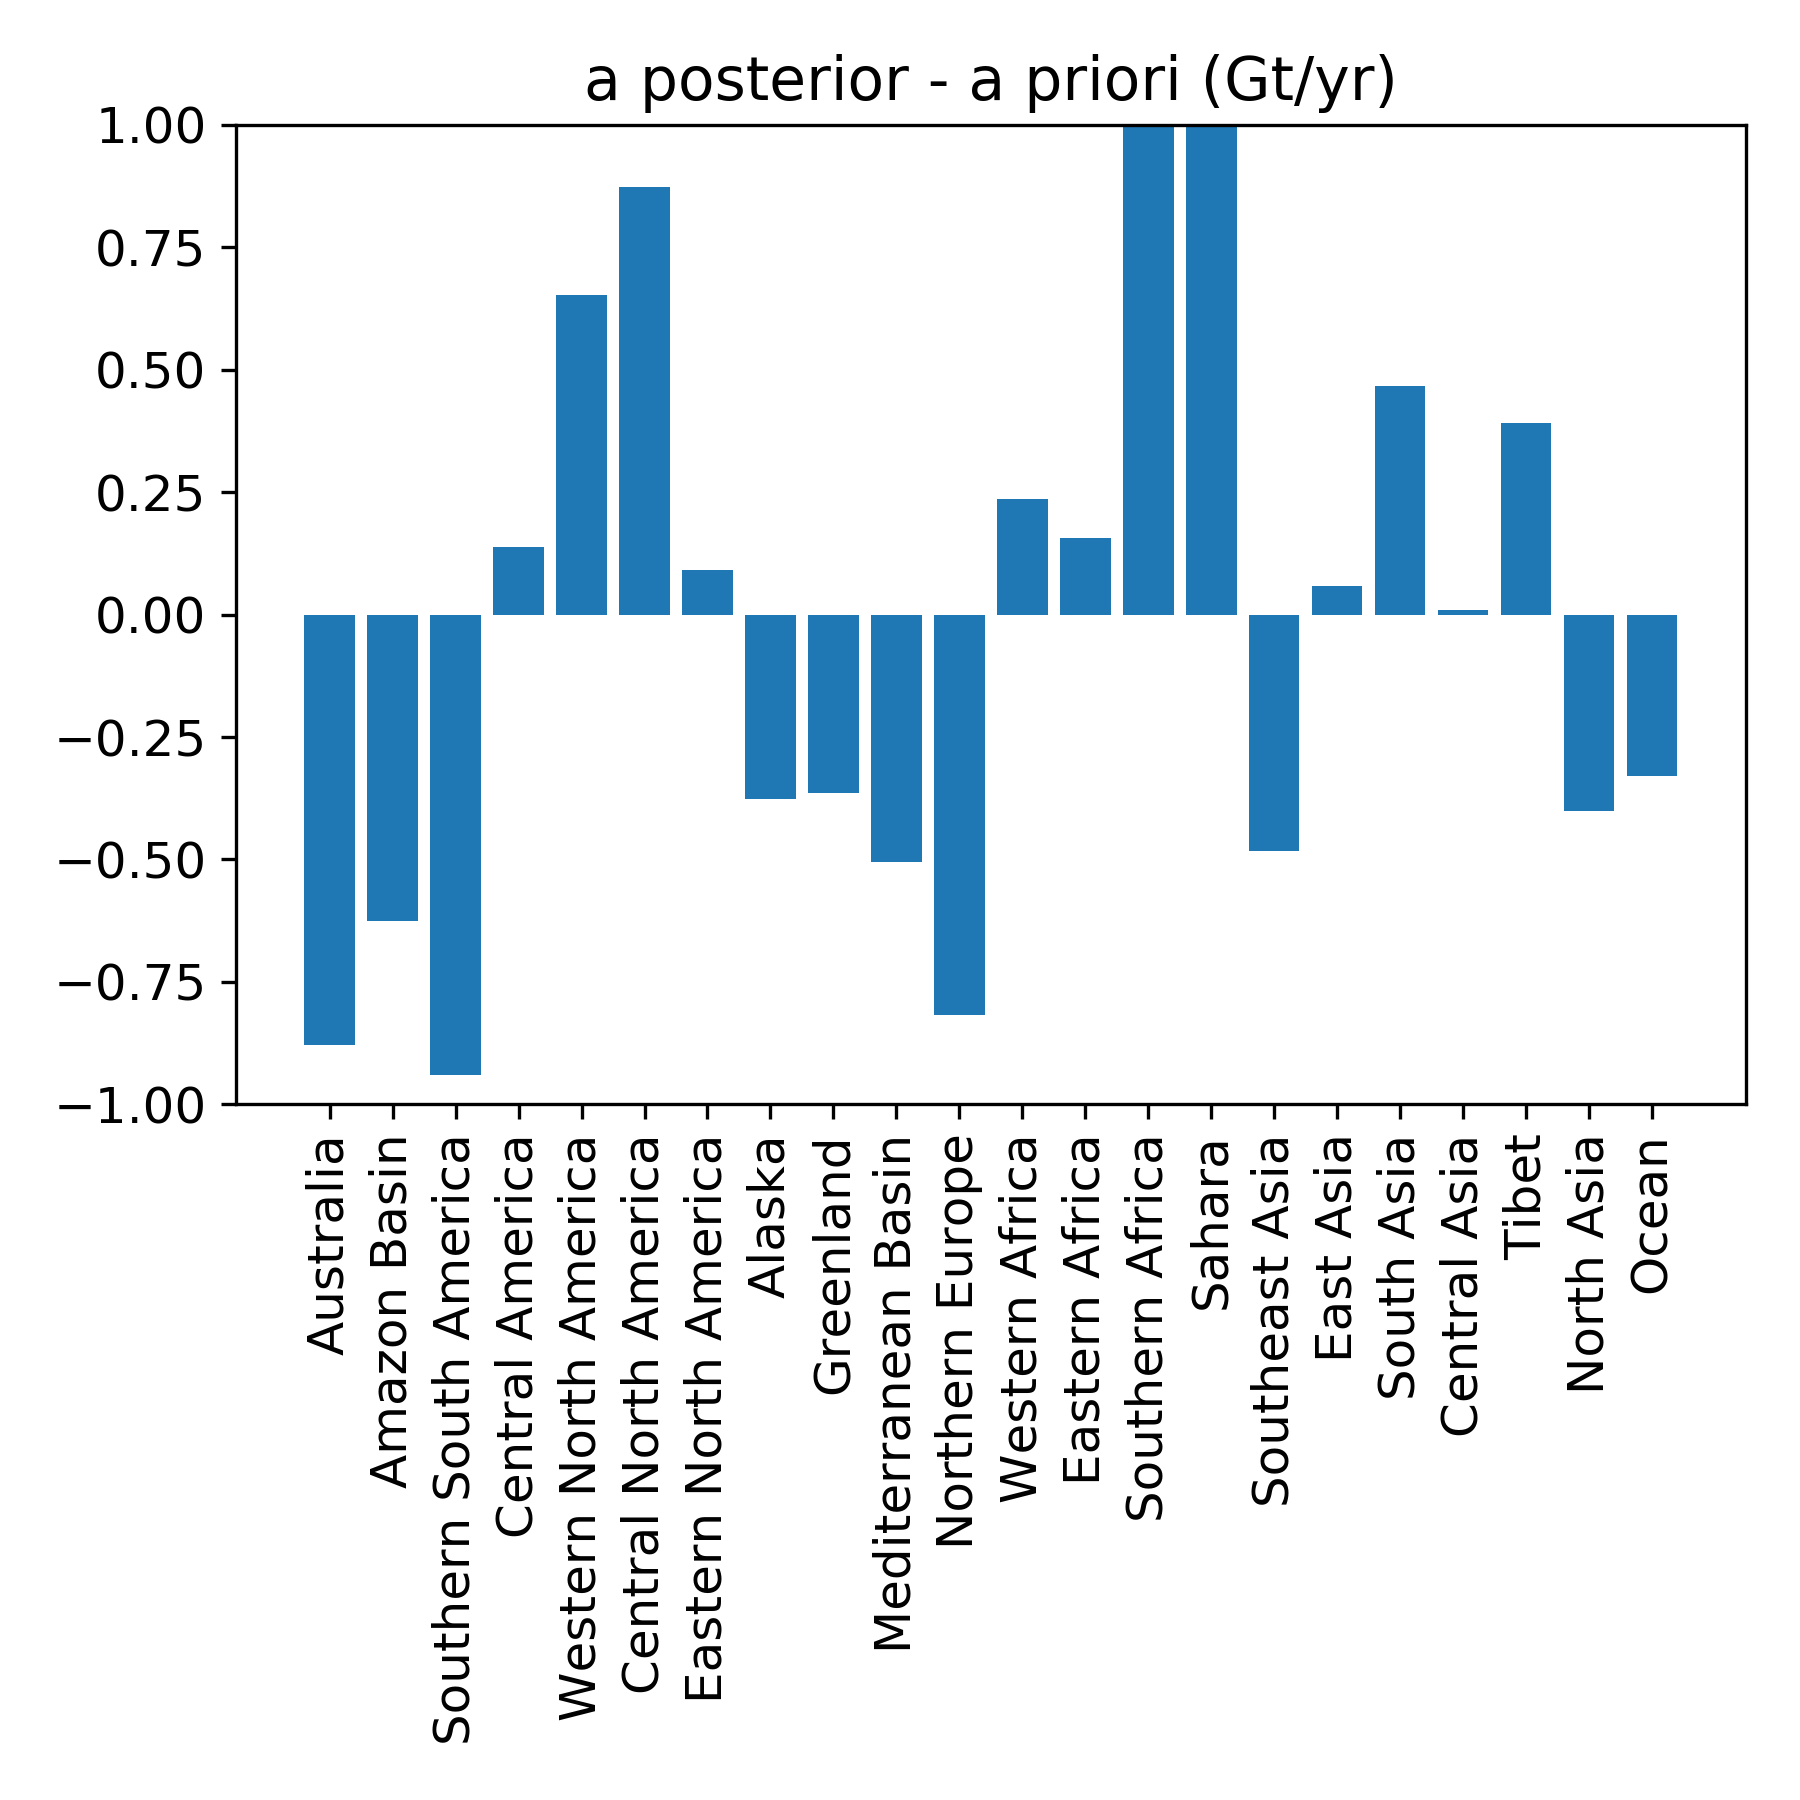 a posterior - a priori (Gt/yr)
1.00
0.75
0.50
0.25
0.00
−0.25
−0.50
−0.75
−1.00
Australia
Amazon Basin
Southern South America
Central America
Western North America
Central North America
Eastern North America
Alaska
Greenland
Mediterranean Basin
Northern Europe
Western Africa
Eastern Africa
Southern Africa
Sahara
Southeast Asia
East Asia
South Asia
Central Asia
Tibet
North Asia
Ocean